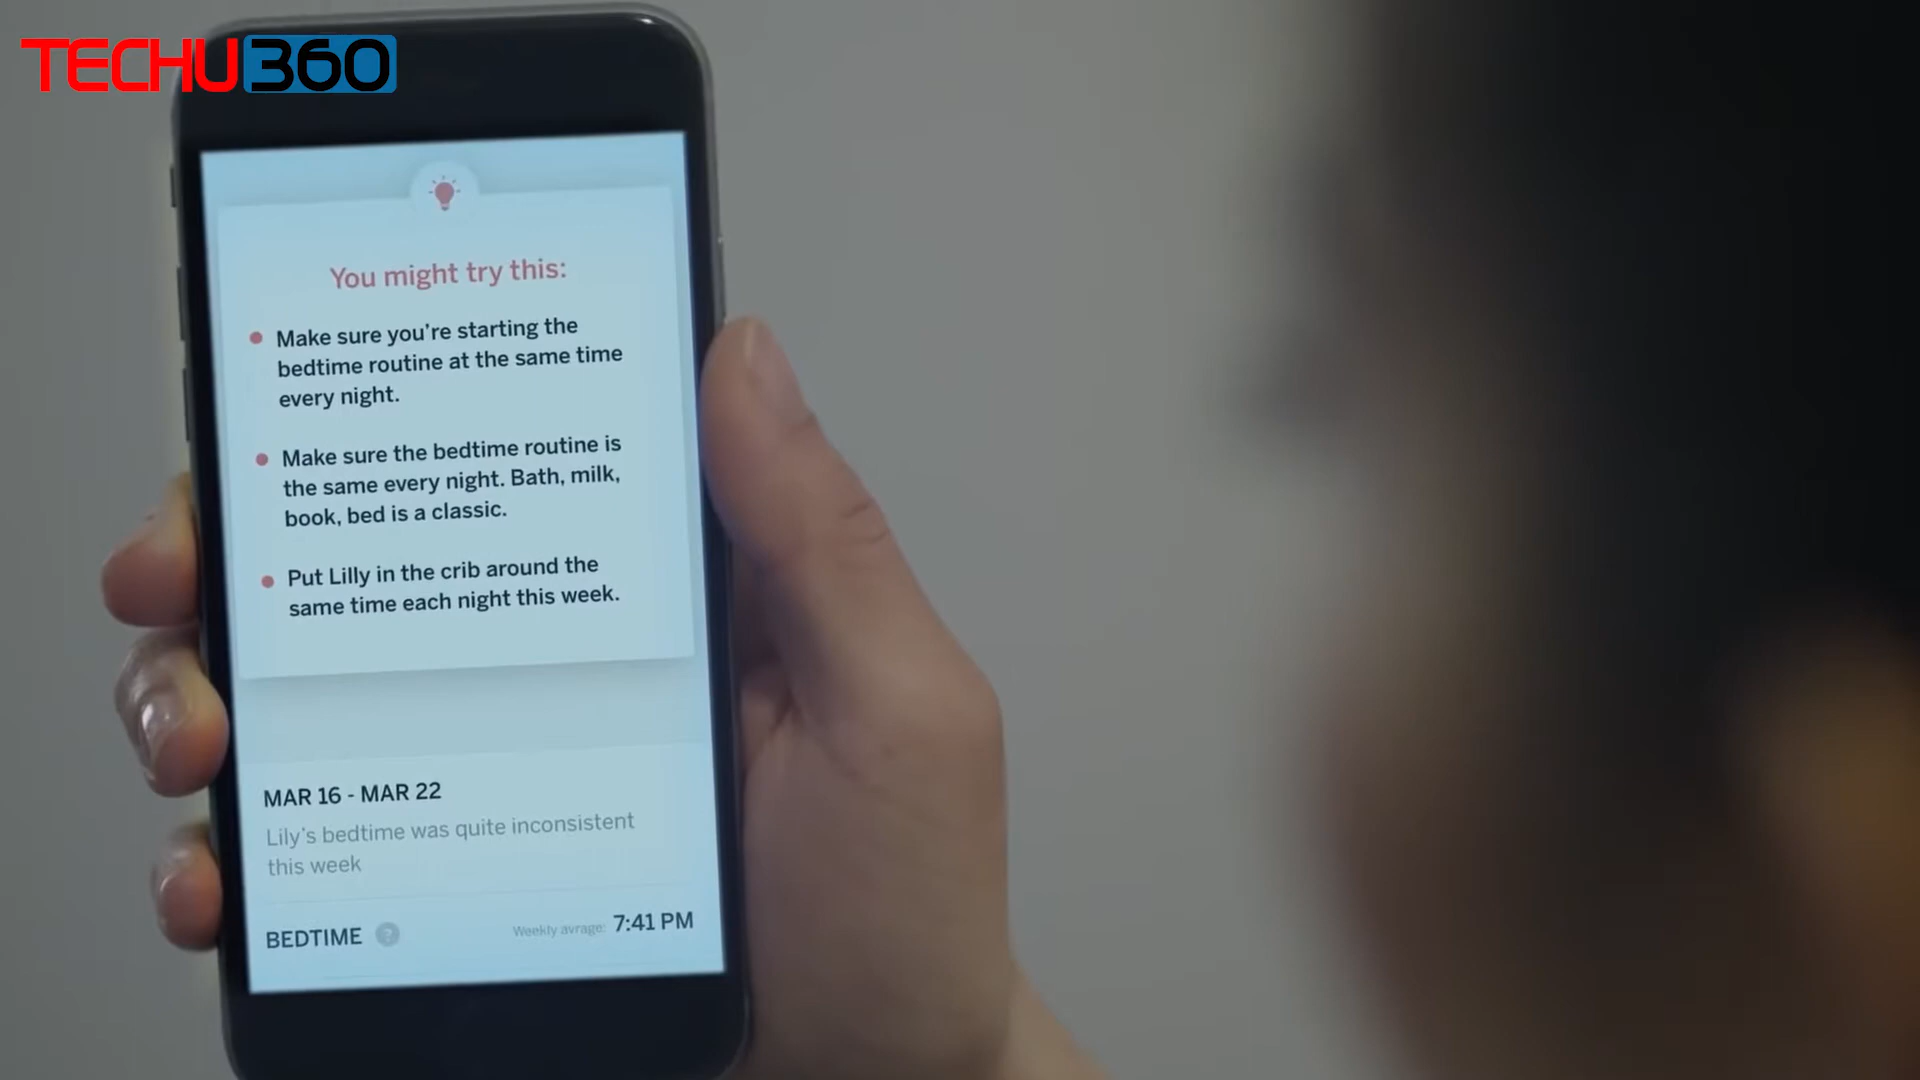 TECHU360
You might try this:
Make sure you're starting the
bedtime routine at the same time
every night.
Make sure the bedtime routine is
the same every night. Bath, milk,
book, bed is a classic.
Put Lilly in the crib around the
same time each night this week.
MAR 16 - MAR 22
Lily's bedtime was quite inconsistent
this week
BEDTIME ? Weekly avrage: 7:41 PM